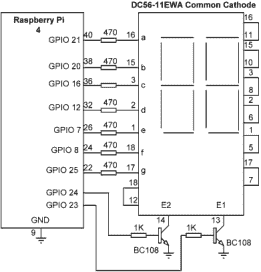 DC56-11EWA Common Cathode
Raspberry Pi
4
GPIO 21 40 470 16 a
GPIO 20 38 470 15 b
GPIO 16 36 3 c
GPIO 12 32 470 2 d
GPIO 7 26 470 1 e
GPIO 8 24 470 18 f
GPIO 25 22 470 17 g
GPIO 24
GPIO 23
GND
9
18
12
16
11
15
10
3
8
2
6
1
5
17
7
E2 E1
14 13
1K 1K
BC108 BC108